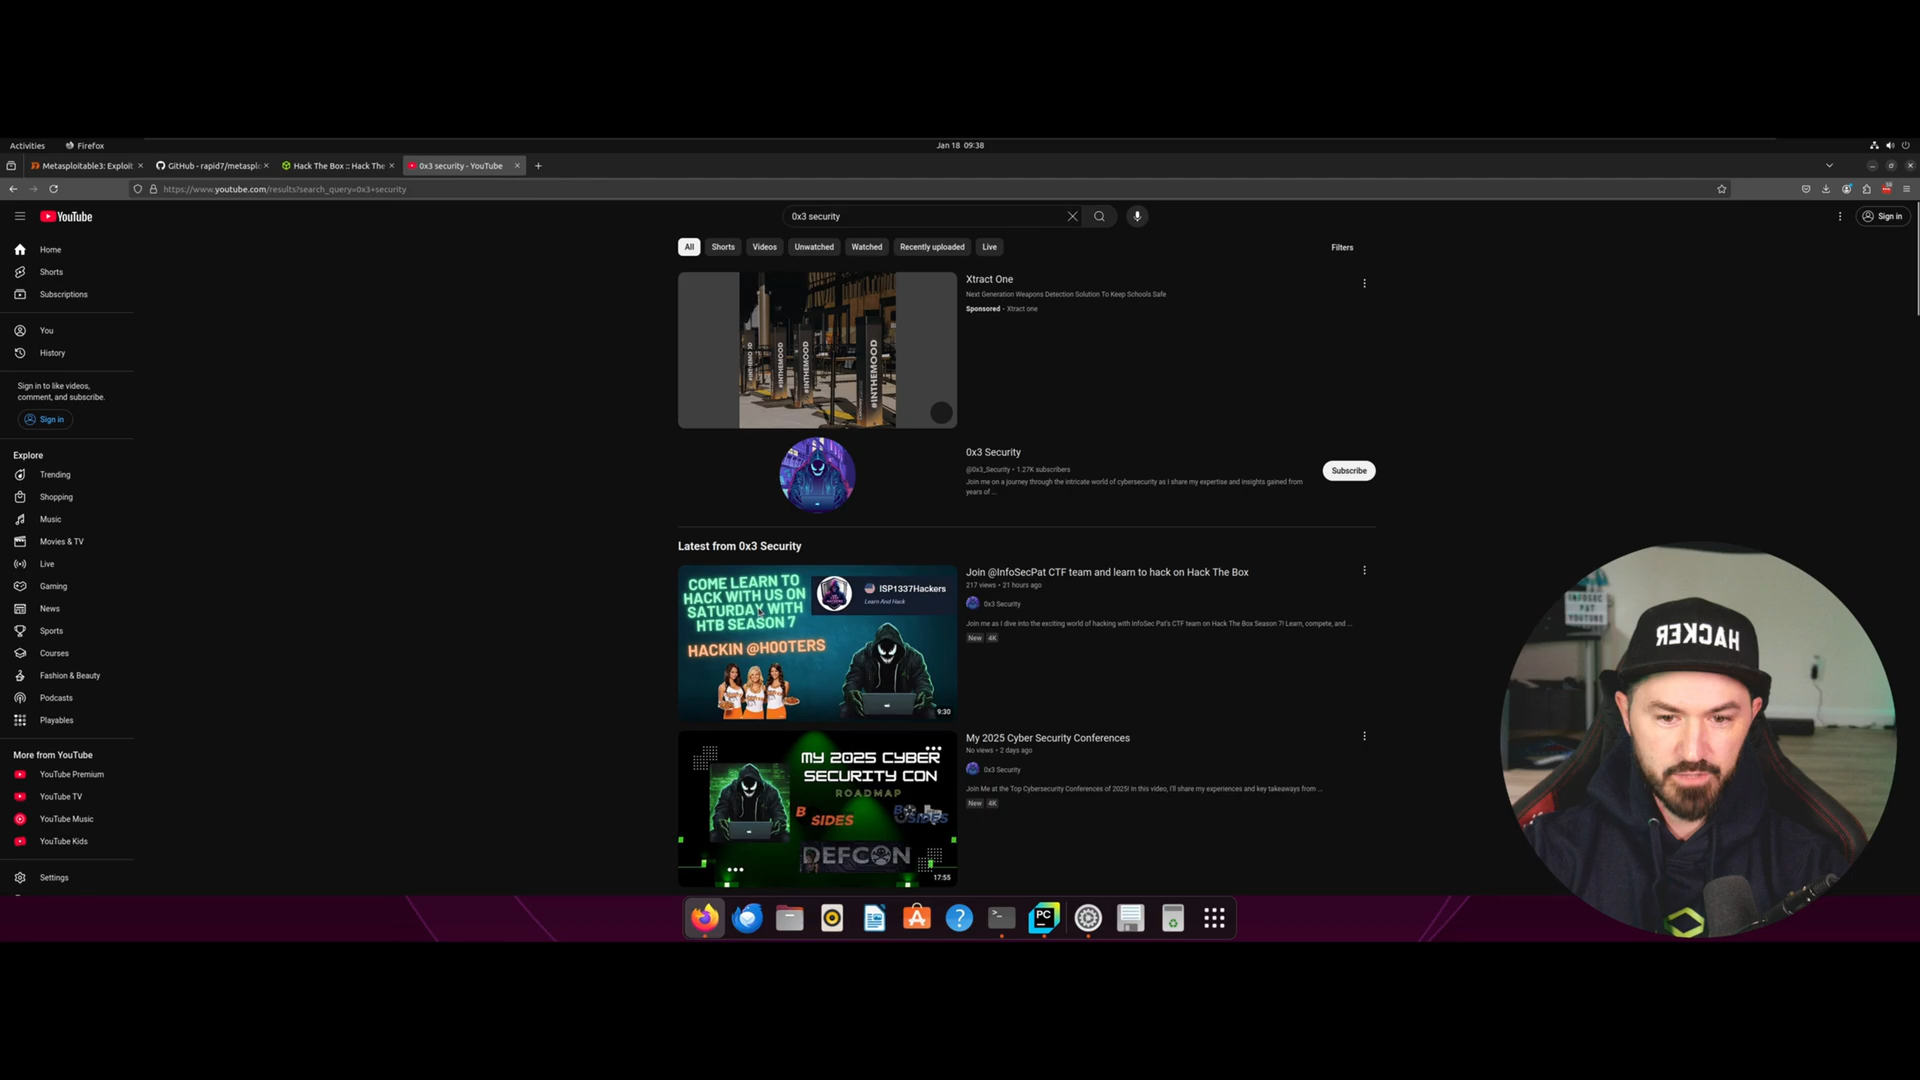 Activities
Firefox
Jan 18 09:38
Metasploitable3: Exploit
GitHub - rapid7/metasplo
Hack The Box :: Hack The
0x3 security - YouTube
https://www.youtube.com/results?search_query=0x3+security
YouTube
0x3 security
Sign in
Home
Shorts
Subscriptions
You
History
Sign in to like videos,
comment, and subscribe.
Sign in
Explore
Trending
Shopping
Music
Movies & TV
Live
Gaming
News
Sports
Courses
Fashion & Beauty
Podcasts
Playables
More from YouTube
YouTube Premium
YouTube TV
YouTube Music
YouTube Kids
Settings
All
Shorts
Videos
Unwatched
Watched
Recently uploaded
Live
Filters
#INTHEMOOD
Xtract One
Next Generation Weapons Detection Solution To Keep Schools Safe
Sponsored · Xtract one
0x3 Security
@0x3_Security • 1.27K subscribers
Join me on a journey through the intricate world of cybersecurity as I share my expertise and insights gained from
years of ...
Subscribe
Latest from 0x3 Security
COME LEARN TO
HACK WITH US ON
SATURDAY WITH
HTB SEASON 7
HACKIN @HOOTERS
ISP1337Hackers
Learn And Hack
9:30
Join @InfoSecPat CTF team and learn to hack on Hack The Box
217 views • 21 hours ago
0x3 Security
Join me as I dive into the exciting world of hacking with InfoSec Pat's CTF team on Hack The Box Season 7! Learn, compete, and ...
New
4K
MY 2025 CYBER
SECURITY CON
ROADMAP
B SIDES
BSIDES
DEFCON
17:55
My 2025 Cyber Security Conferences
No views • 2 days ago
0x3 Security
Join Me at the Top Cybersecurity Conferences of 2025! In this video, I'll share my experiences and key takeaways from ...
New
4K
PC
INFOSEC
PAT
YOUTUBE
HACKER